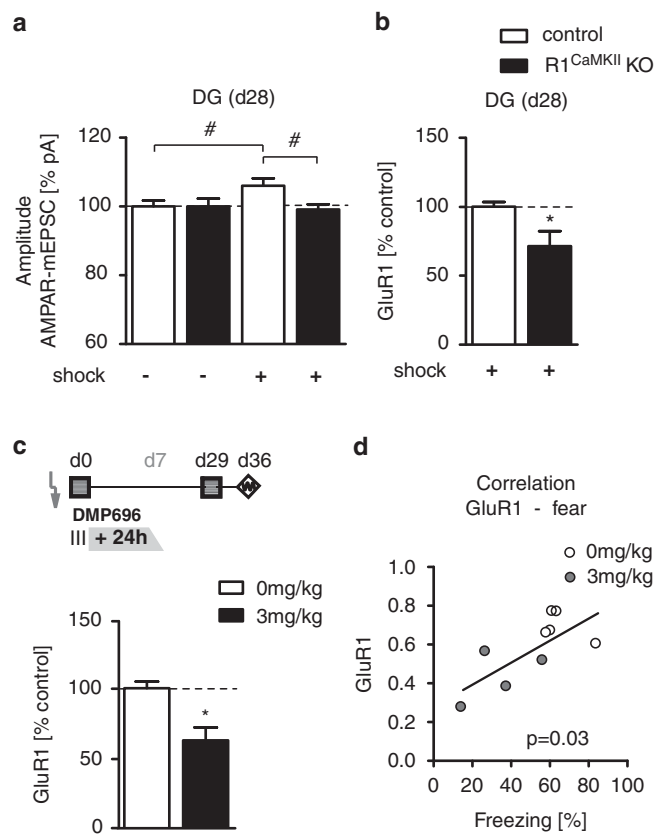 a
DG (d28)
Amplitude
AMPAR-mEPSC [% pA]
120
100
80
60
#
#
shock - - + +
b
control
R1CaMKII KO
DG (d28)
GluR1 [% control]
150
100
50
0
*
shock + +
c
d0 d7 d29 d36
DMP696
III + 24h
0mg/kg
3mg/kg
GluR1 [% control]
150
100
50
0
*
d
Correlation
GluR1 - fear
0mg/kg
3mg/kg
GluR1
1.0
0.8
0.6
0.4
0.2
0.0
p=0.03
0 20 40 60 80 100
Freezing [%]